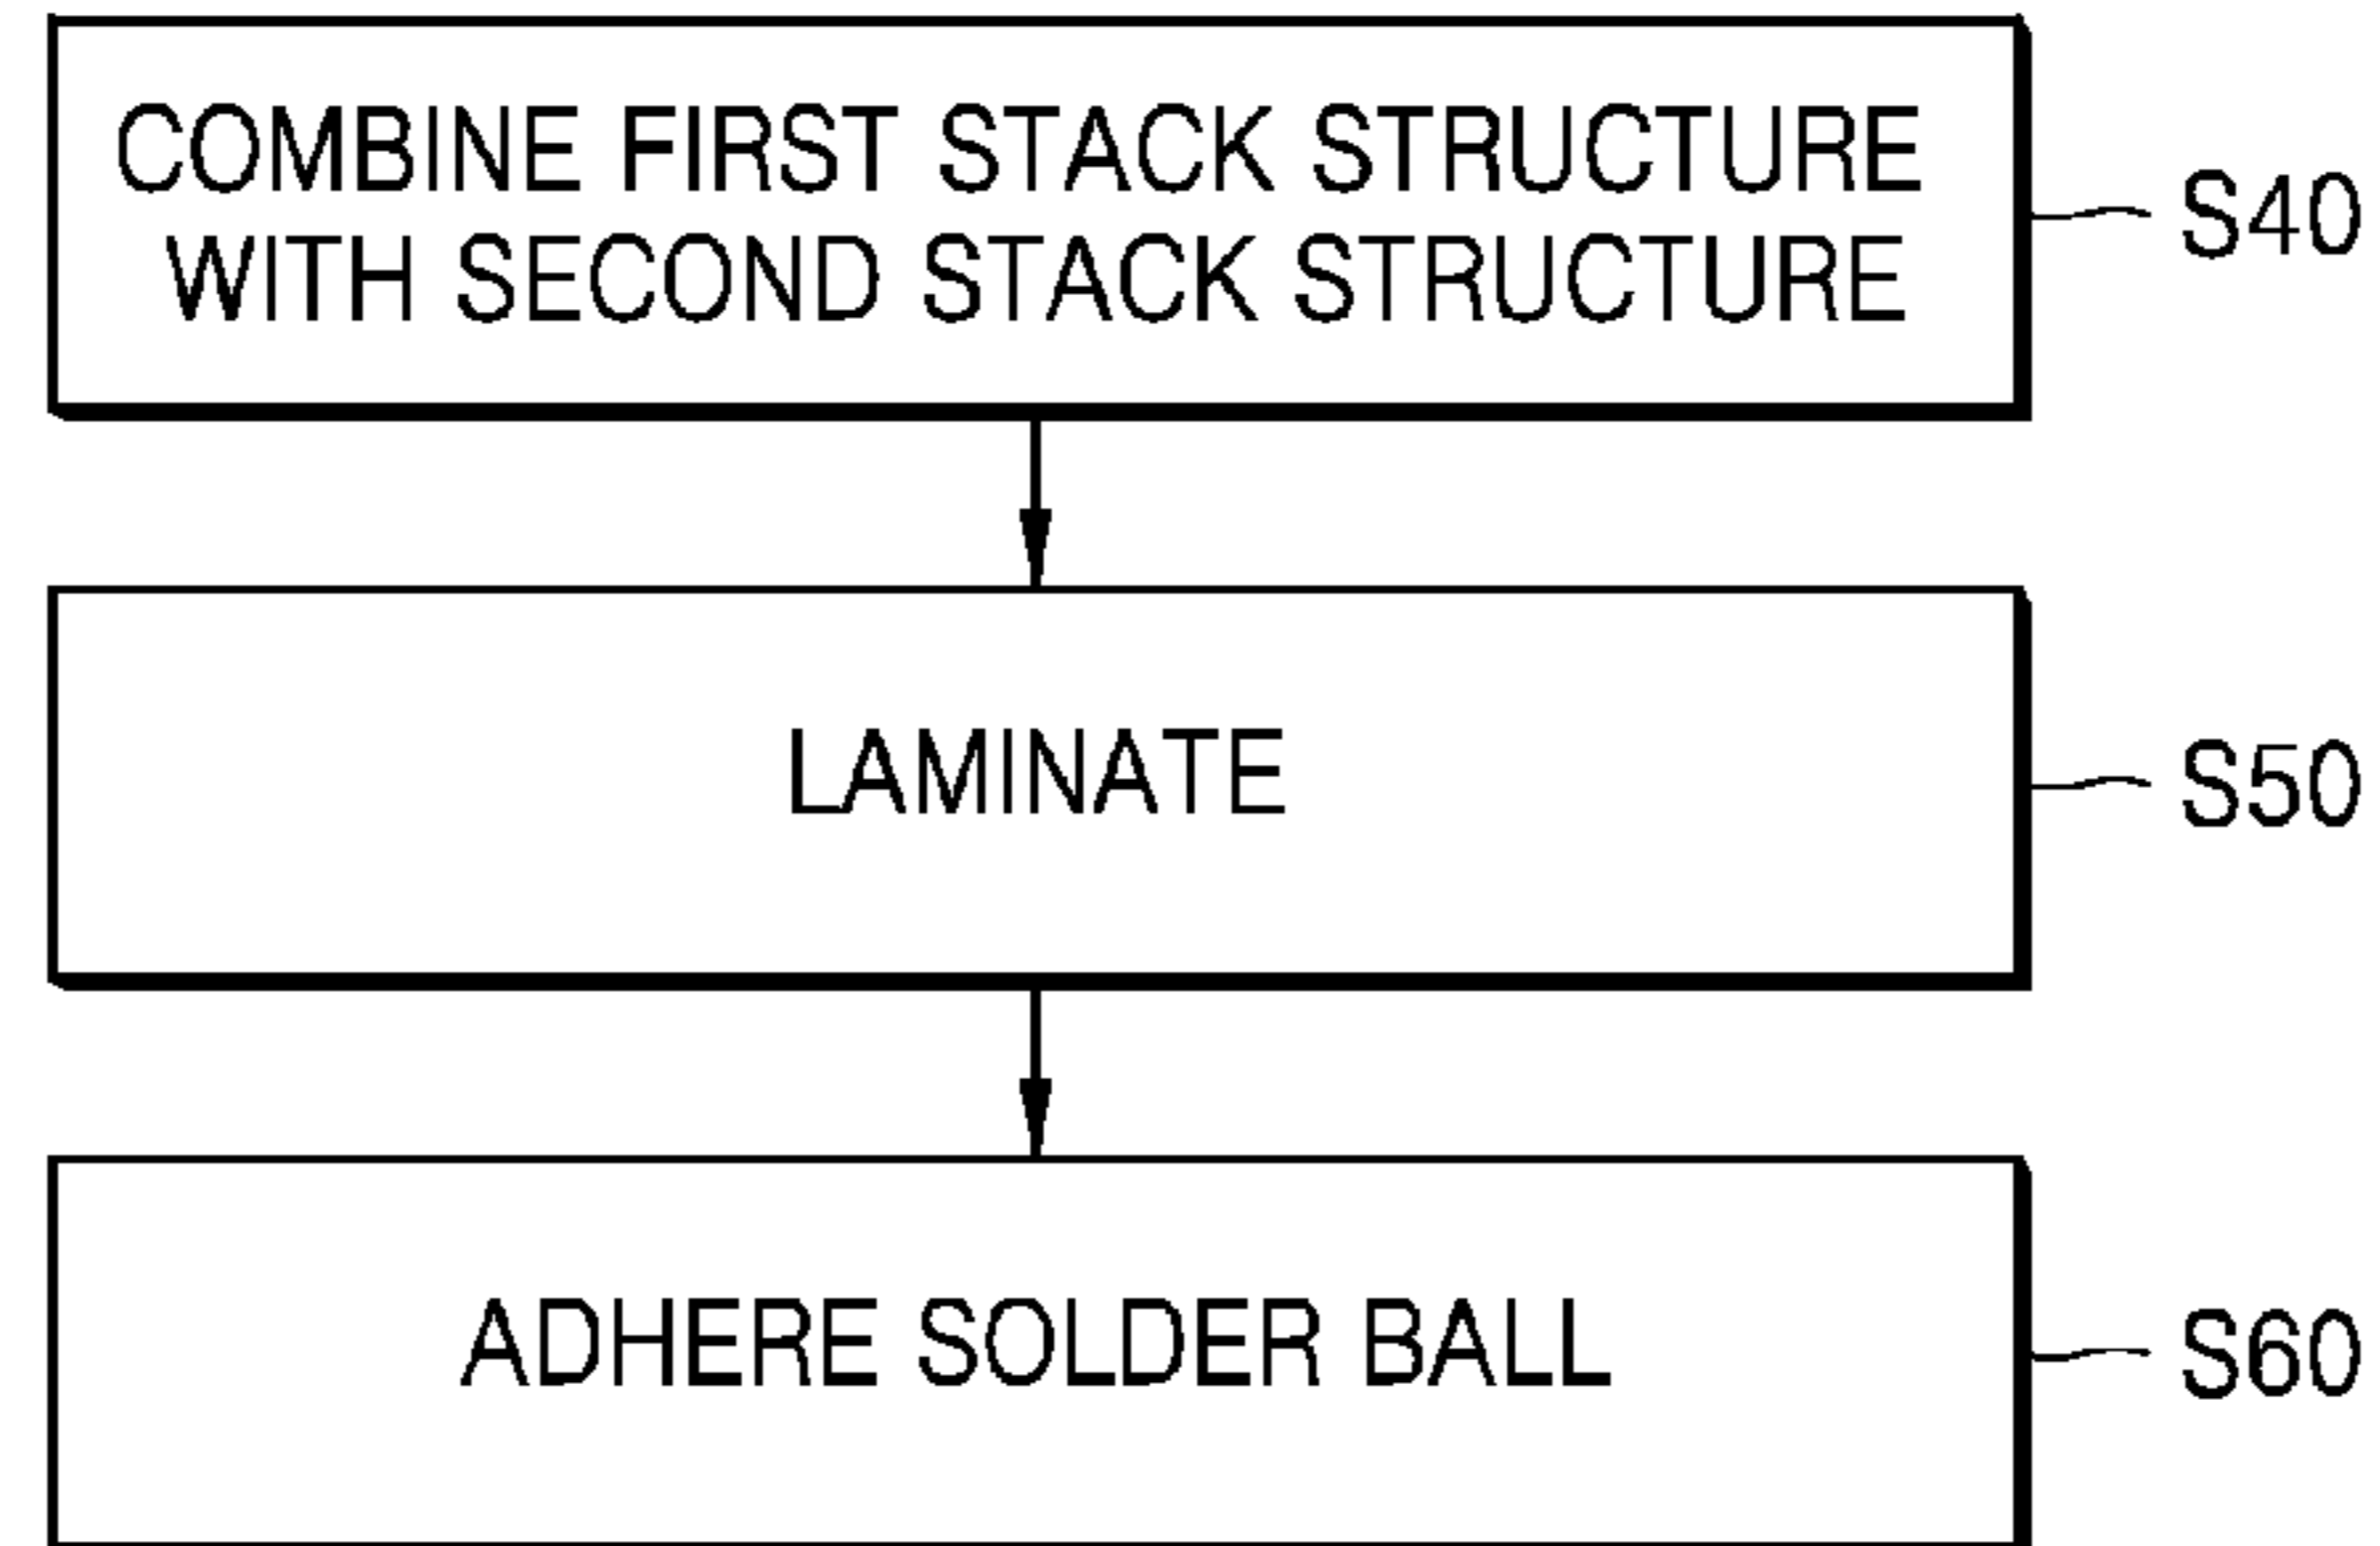 COMBINE FIRST STACK STRUCTURE
WITH SECOND STACK STRUCTURE
S40
LAMINATE
S50
ADHERE SOLDER BALL
S60